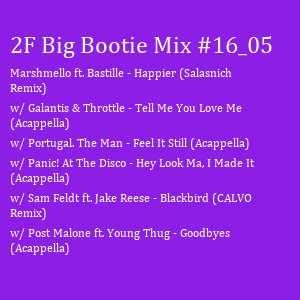 2F Big Bootie Mix #16_05
Marshmello ft. Bastille - Happier (Salasnich
Remix)
w/ Galantis & Throttle - Tell Me You Love Me
(Acappella)
w/ Portugal. The Man - Feel It Still (Acappella)
w/ Panic! At The Disco - Hey Look Ma, I Made It
(Acappella)
w/ Sam Feldt ft. Jake Reese - Blackbird (CALVO
Remix)
w/ Post Malone ft. Young Thug - Goodbyes
(Acappella)